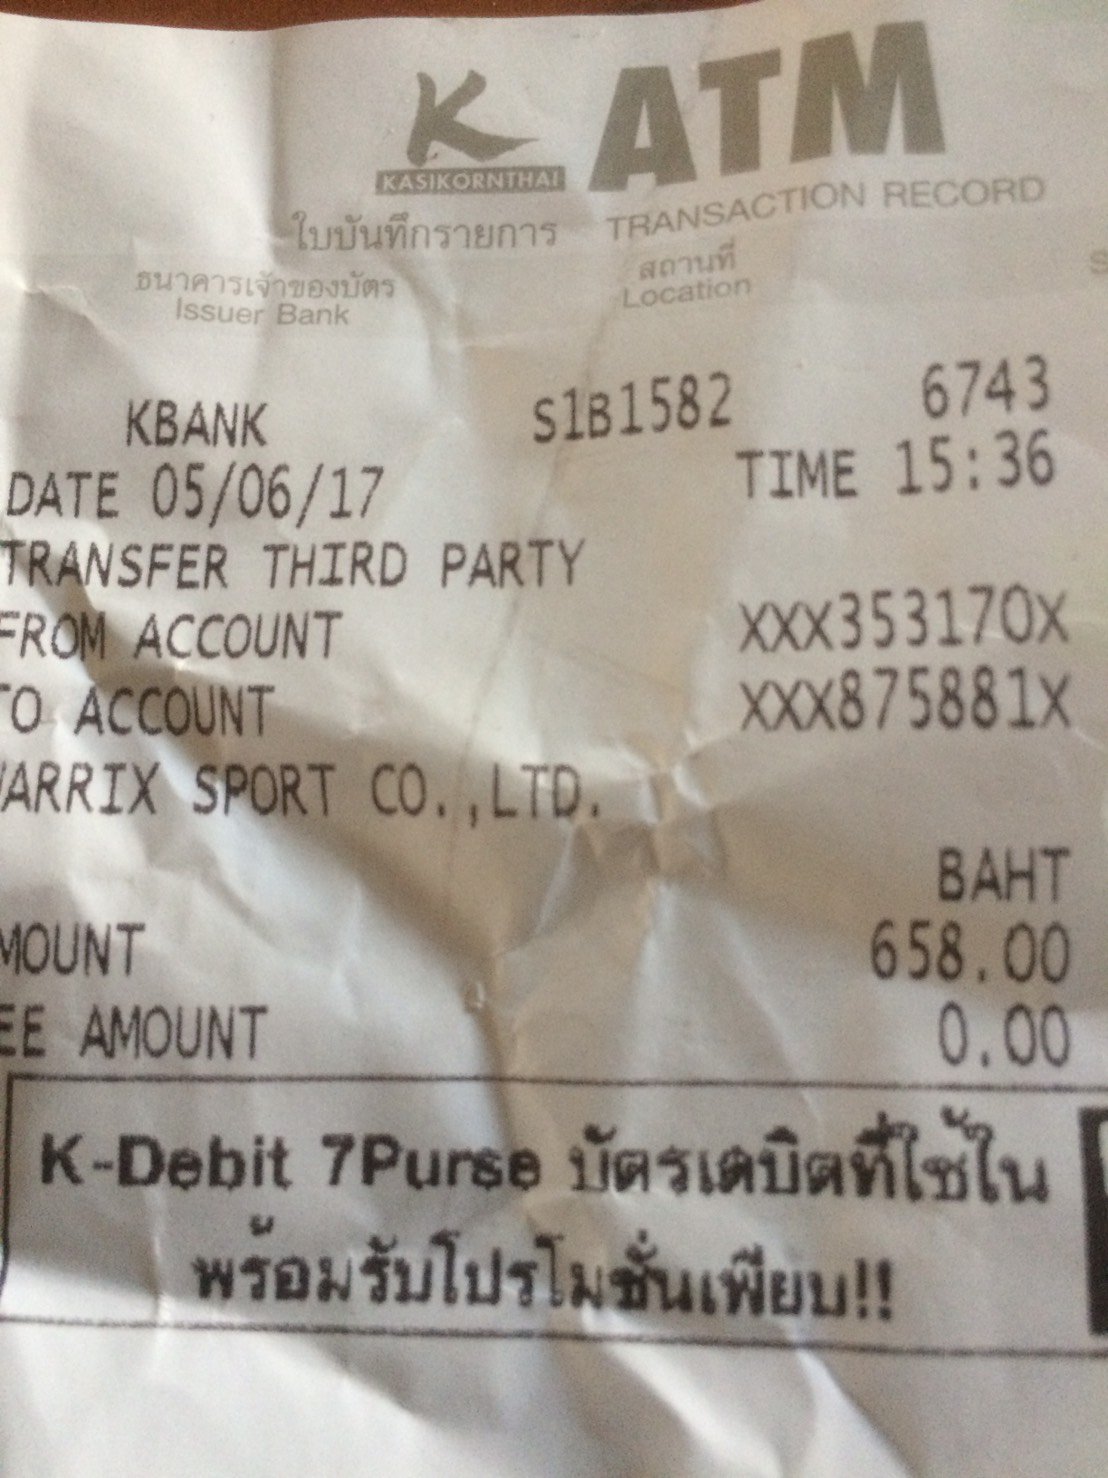 K ATM
KASIKORNTHAI
ใบบันทึกรายการ TRANSACTION RECORD
ธนาคารเจ้าของบัตร สถานที่
Issuer Bank Location
KBANK S1B1582 6743
DATE 05/06/17 TIME 15:36
TRANSFER THIRD PARTY
FROM ACCOUNT XXX353170X
TO ACCOUNT XXX875881X
WARRIX SPORT CO.,LTD.
BAHT
MOUNT 658.00
EE AMOUNT 0.00
K-Debit 7Purse บัตรเดบิตที่ใช้ใน
พร้อมรับโปรโมชั่นเพียบ!!